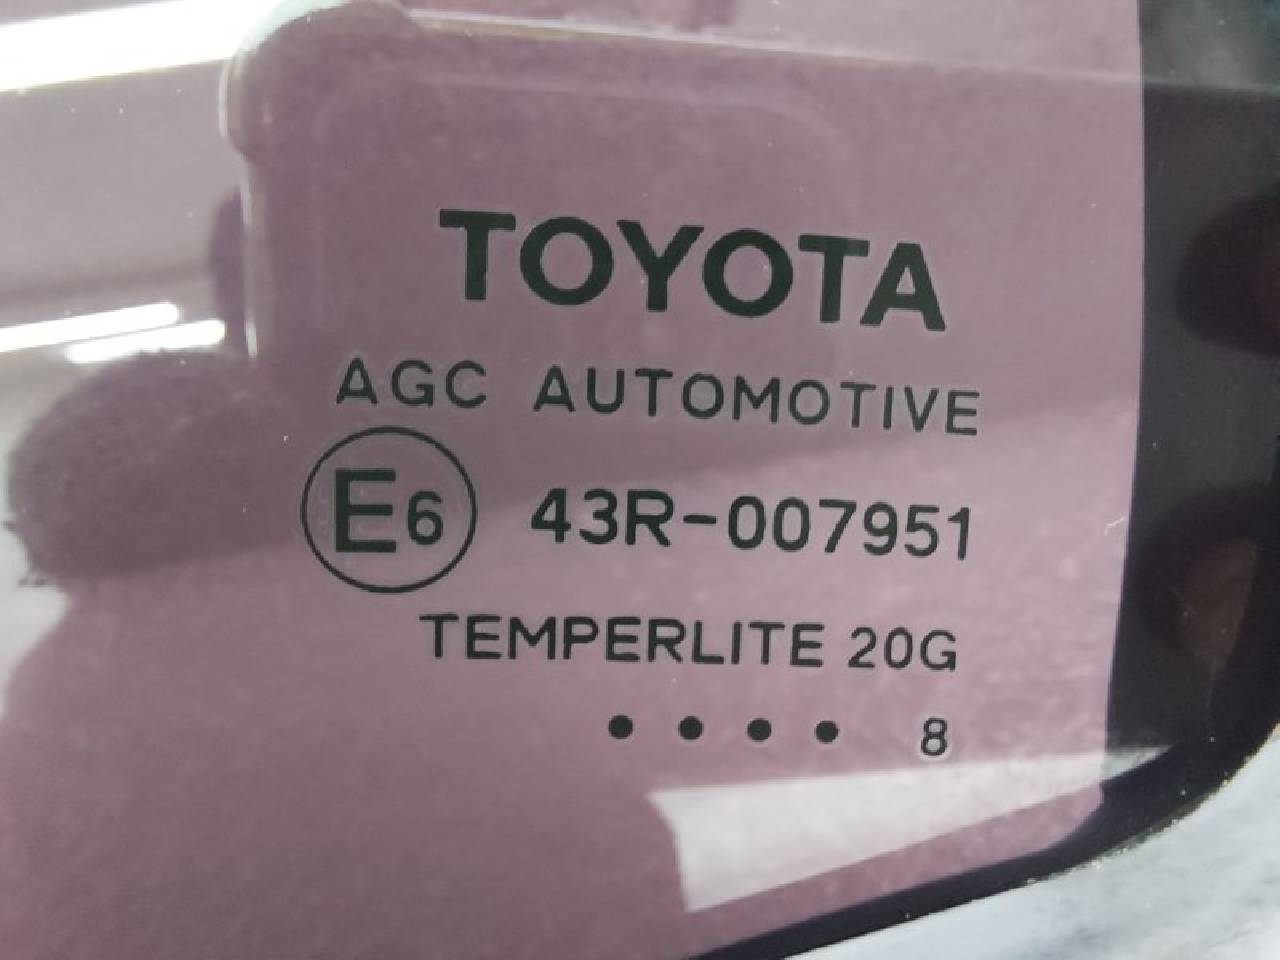 TOYOTA
AGC AUTOMOTIVE
E6 43R-007951
TEMPERLITE 20G
• • • • 8